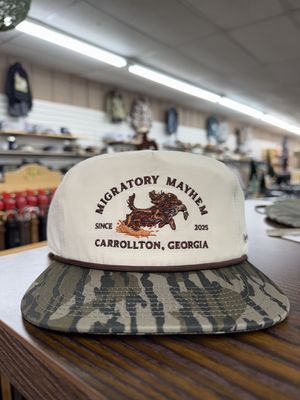 MIGRATORY MAYHEM
SINCE 2025
CARROLLTON, GEORGIA